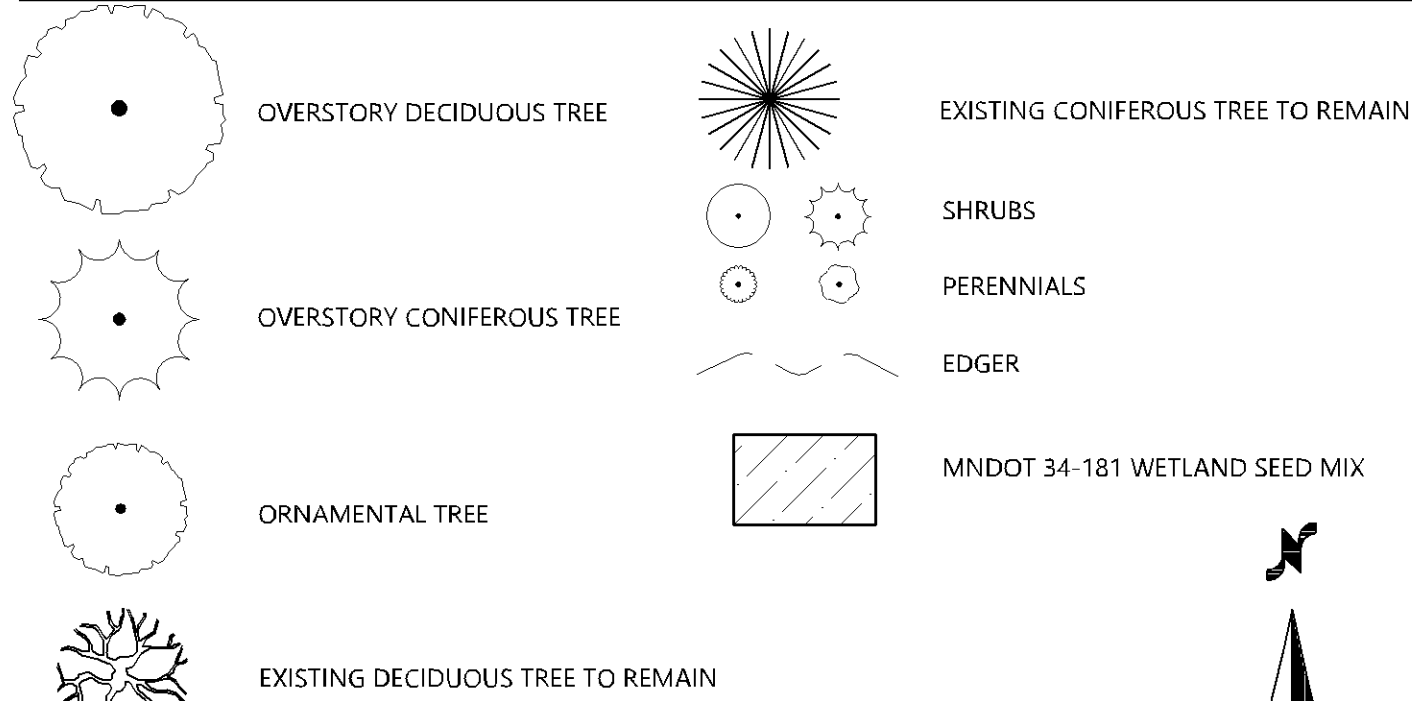 OVERSTORY DECIDUOUS TREE
OVERSTORY CONIFEROUS TREE
ORNAMENTAL TREE
EXISTING DECIDUOUS TREE TO REMAIN
EXISTING CONIFEROUS TREE TO REMAIN
SHRUBS
PERENNIALS
EDGER
MNDOT 34-181 WETLAND SEED MIX
N